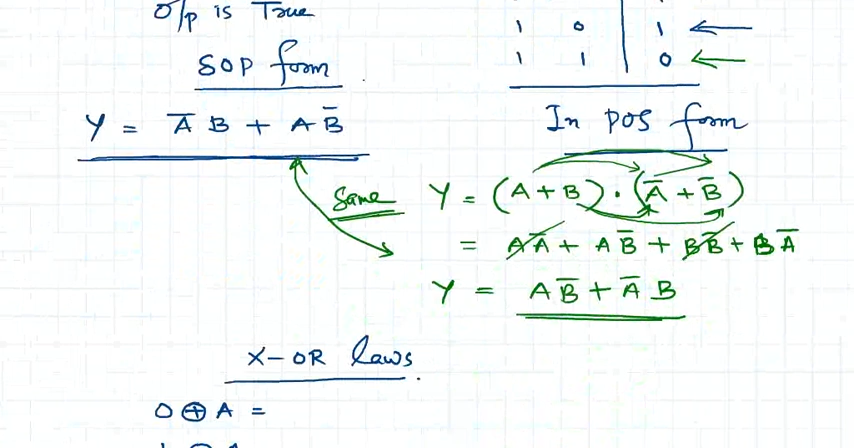 O/p is True
SOP form
Y = A̅ B + A B̅
1 0 1
1 1 0
In POS form
Same
Y = (A + B) · (A̅ + B̅)
= AA̅ + AB̅ + BB̅ + BA̅
Y = AB̅ + A̅ B
X-OR laws.
0 ⊕ A =